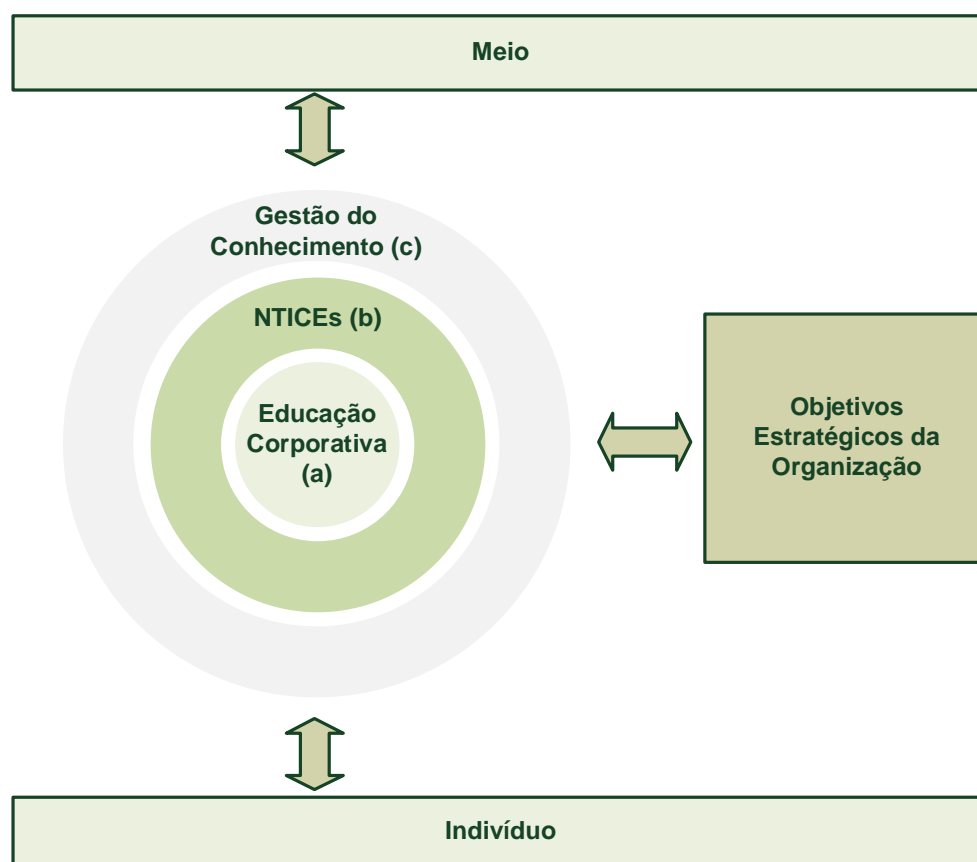 Meio
Gestão do
Conhecimento (c)
NTICEs (b)
Educação
Corporativa
(a)
Objetivos
Estratégicos da
Organização
Indivíduo